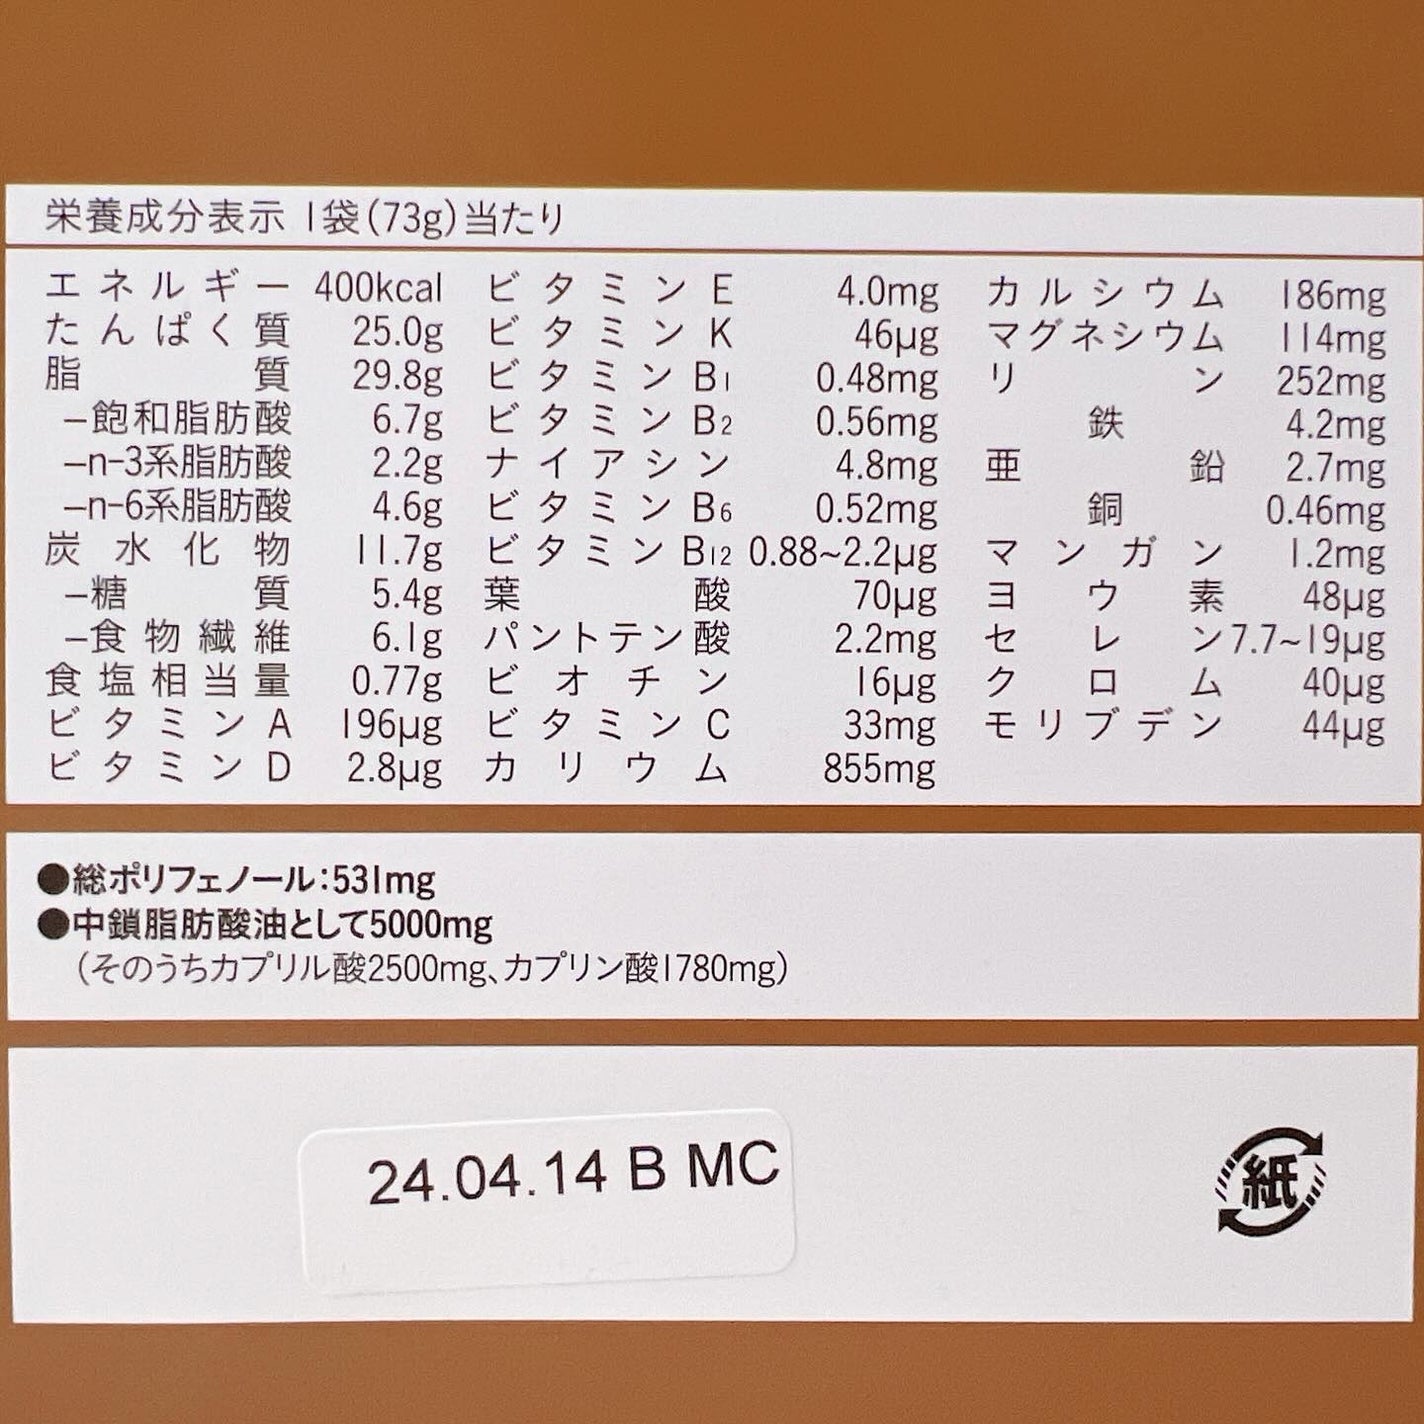 栄養成分表示 1袋(73g)当たり
エネルギー 400kcal
たんぱく質 25.0g
脂質 29.8g
–飽和脂肪酸 6.7g
–n-3系脂肪酸 2.2g
–n-6系脂肪酸 4.6g
炭水化物 11.7g
–糖質 5.4g
–食物繊維 6.1g
食塩相当量 0.77g
ビタミンA 196μg
ビタミンD 2.8μg
ビタミンE 4.0mg
ビタミンK 46μg
ビタミンB1 0.48mg
ビタミンB2 0.56mg
ナイアシン 4.8mg
ビタミンB6 0.52mg
ビタミンB12 0.88~2.2μg
葉酸 70μg
パントテン酸 2.2mg
ビオチン 16μg
ビタミンC 33mg
カリウム 855mg
カルシウム 186mg
マグネシウム 114mg
リン 252mg
鉄 4.2mg
亜鉛 2.7mg
銅 0.46mg
マンガン 1.2mg
ヨウ素 48μg
セレン 7.7~19μg
クロム 40μg
モリブデン 44μg
●総ポリフェノール:531mg
●中鎖脂肪酸油として5000mg
(そのうちカプリル酸2500mg、カプリン酸1780mg)
24.04.14 B MC
紙